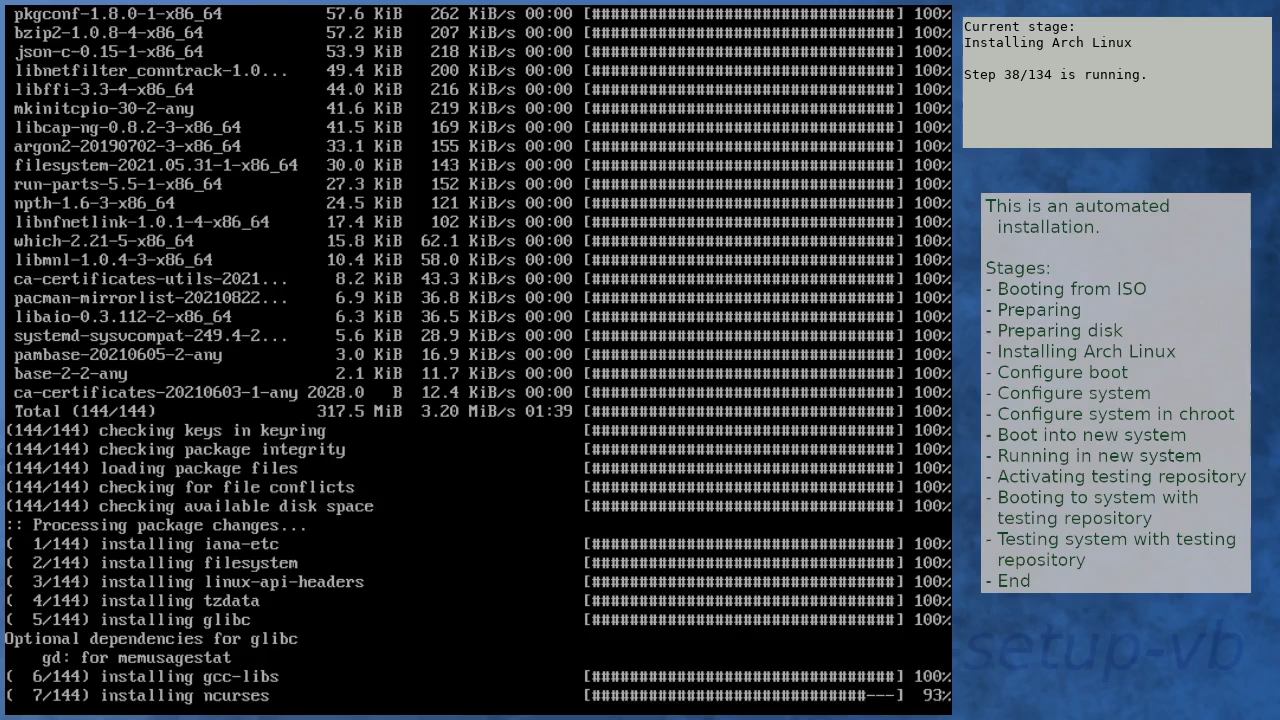 pkgconf-1.8.0-1-x86_64 57.6 KiB 262 KiB/s 00:00 [#################################] 100%
bzip2-1.0.8-4-x86_64 57.2 KiB 207 KiB/s 00:00 [#################################] 100%
json-c-0.15-1-x86_64 53.9 KiB 218 KiB/s 00:00 [#################################] 100%
libnetfilter_conntrack-1.0... 49.4 KiB 200 KiB/s 00:00 [#################################] 100%
libffi-3.3-4-x86_64 44.0 KiB 216 KiB/s 00:00 [#################################] 100%
mkinitcpio-30-2-any 41.6 KiB 219 KiB/s 00:00 [#################################] 100%
libcap-ng-0.8.2-3-x86_64 41.5 KiB 169 KiB/s 00:00 [#################################] 100%
argon2-20190702-3-x86_64 33.1 KiB 155 KiB/s 00:00 [#################################] 100%
filesystem-2021.05.31-1-x86_64 30.0 KiB 143 KiB/s 00:00 [#################################] 100%
run-parts-5.5-1-x86_64 27.3 KiB 152 KiB/s 00:00 [#################################] 100%
npth-1.6-3-x86_64 24.5 KiB 121 KiB/s 00:00 [#################################] 100%
libnfnetlink-1.0.1-4-x86_64 17.4 KiB 102 KiB/s 00:00 [#################################] 100%
which-2.21-5-x86_64 15.8 KiB 62.1 KiB/s 00:00 [#################################] 100%
libmnl-1.0.4-3-x86_64 10.4 KiB 58.0 KiB/s 00:00 [#################################] 100%
ca-certificates-utils-2021... 8.2 KiB 43.3 KiB/s 00:00 [#################################] 100%
pacman-mirrorlist-20210822... 6.9 KiB 36.8 KiB/s 00:00 [#################################] 100%
libaio-0.3.112-2-x86_64 6.3 KiB 36.5 KiB/s 00:00 [#################################] 100%
systemd-sysvcompat-249.4-2... 5.6 KiB 28.9 KiB/s 00:00 [#################################] 100%
pambase-20210605-2-any 3.0 KiB 16.9 KiB/s 00:00 [#################################] 100%
base-2-2-any 2.1 KiB 11.7 KiB/s 00:00 [#################################] 100%
ca-certificates-20210603-1-any 2028.0 B 12.4 KiB/s 00:00 [#################################] 100%
Total (144/144) 317.5 MiB 3.20 MiB/s 01:39 [#################################] 100%
(144/144) checking keys in keyring [#################################] 100%
(144/144) checking package integrity [#################################] 100%
(144/144) loading package files [#################################] 100%
(144/144) checking for file conflicts [#################################] 100%
(144/144) checking available disk space [#################################] 100%
:: Processing package changes...
( 1/144) installing iana-etc [#################################] 100%
( 2/144) installing filesystem [#################################] 100%
( 3/144) installing linux-api-headers [#################################] 100%
( 4/144) installing tzdata [#################################] 100%
( 5/144) installing glibc [#################################] 100%
Optional dependencies for glibc
gd: for memusagestat
( 6/144) installing gcc-libs [#################################] 100%
( 7/144) installing ncurses [##############################---] 93%
Current stage:
Installing Arch Linux
Step 38/134 is running.
This is an automated
installation.
Stages:
- Booting from ISO
- Preparing
- Preparing disk
- Installing Arch Linux
- Configure boot
- Configure system
- Configure system in chroot
- Boot into new system
- Running in new system
- Activating testing repository
- Booting to system with
testing repository
- Testing system with testing
repository
- End
setup-vb